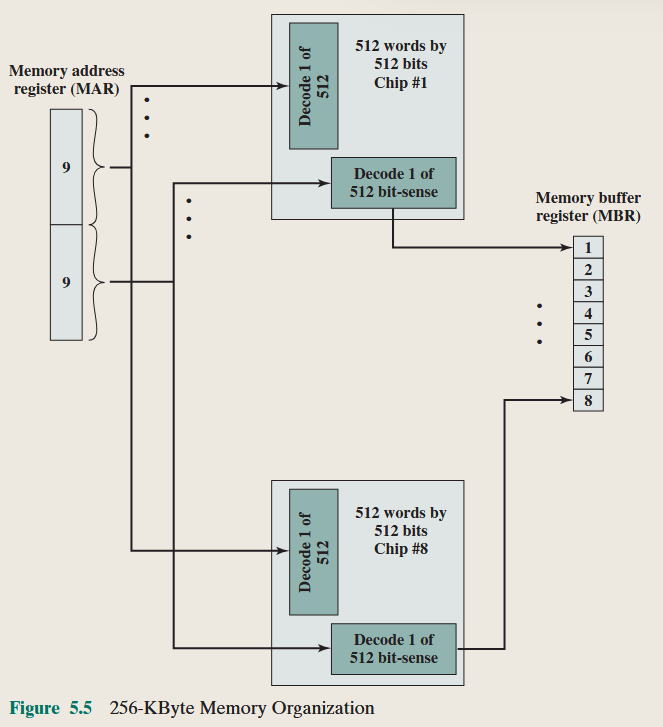 Memory address
register (MAR)
9
9
Decode 1 of
512
512 words by
512 bits
Chip #1
Decode 1 of
512 bit-sense
Memory buffer
register (MBR)
1
2
3
4
5
6
7
8
Decode 1 of
512
512 words by
512 bits
Chip #8
Decode 1 of
512 bit-sense
Figure 5.5 256-KByte Memory Organization